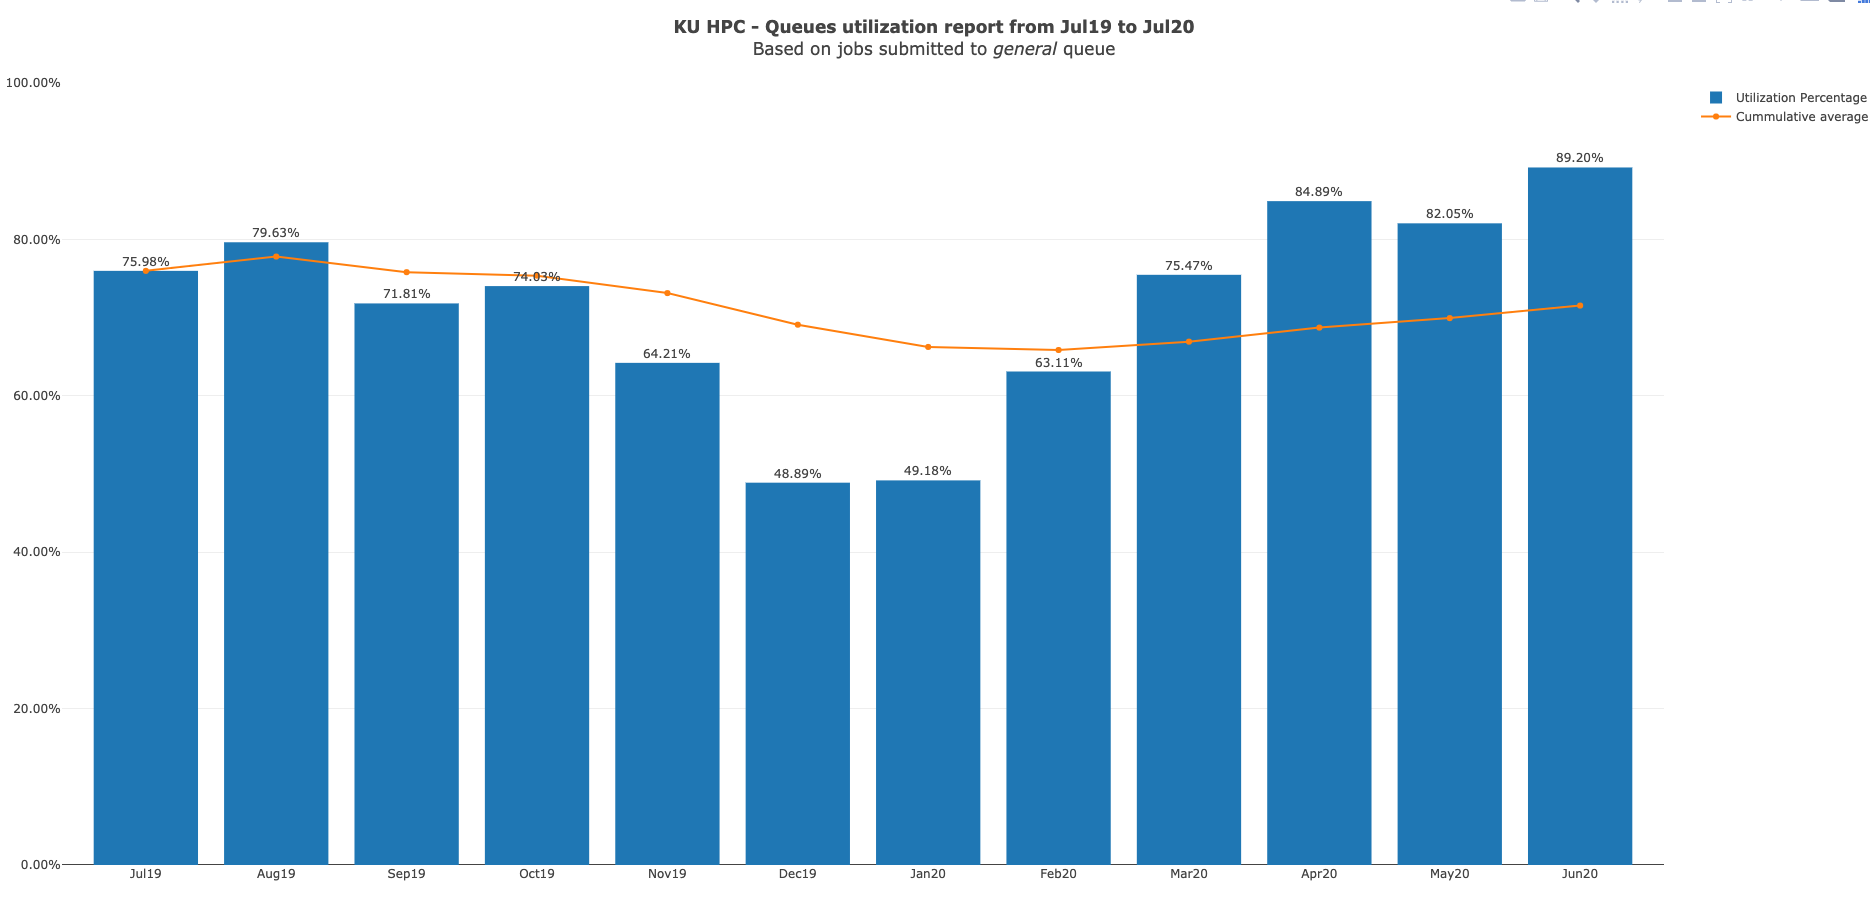 KU HPC - Queues utilization report from Jul19 to Jul20
Based on jobs submitted to general queue
100.00%
80.00%
60.00%
40.00%
20.00%
0.00%
Utilization Percentage
Cummulative average
75.98%
79.63%
71.81%
74.03%
64.21%
48.89%
49.18%
63.11%
75.47%
84.89%
82.05%
89.20%
Jul19
Aug19
Sep19
Oct19
Nov19
Dec19
Jan20
Feb20
Mar20
Apr20
May20
Jun20